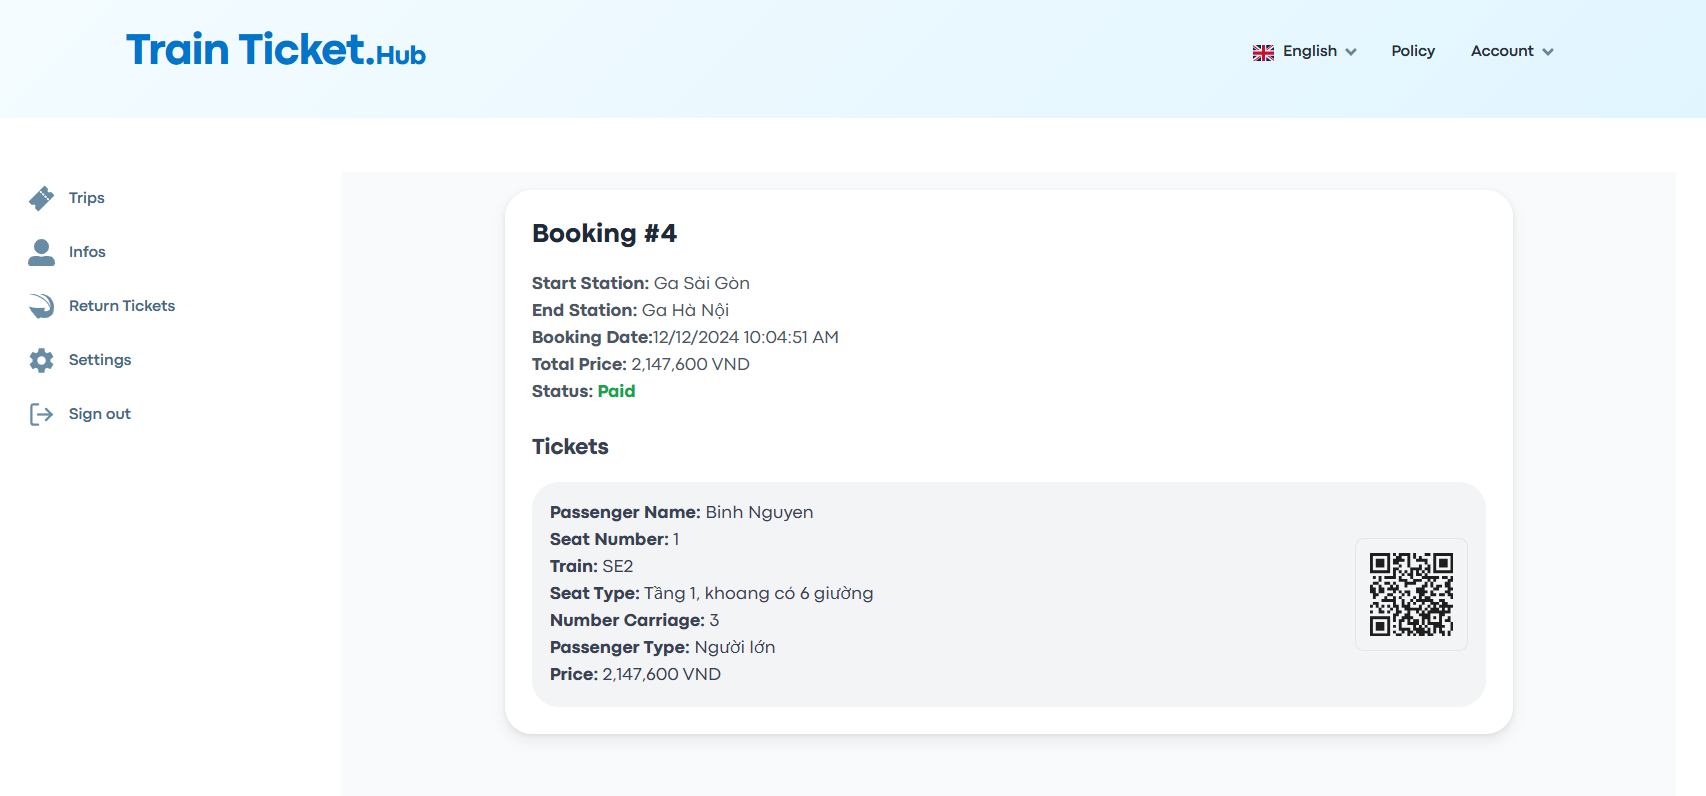 Train Ticket.Hub
English
Policy
Account
Trips
Infos
Return Tickets
Settings
Sign out
Booking #4
Start Station: Ga Sài Gòn
End Station: Ga Hà Nội
Booking Date:12/12/2024 10:04:51 AM
Total Price: 2,147,600 VND
Status: Paid
Tickets
Passenger Name: Binh Nguyen
Seat Number: 1
Train: SE2
Seat Type: Tầng 1, khoang có 6 giường
Number Carriage: 3
Passenger Type: Người lớn
Price: 2,147,600 VND